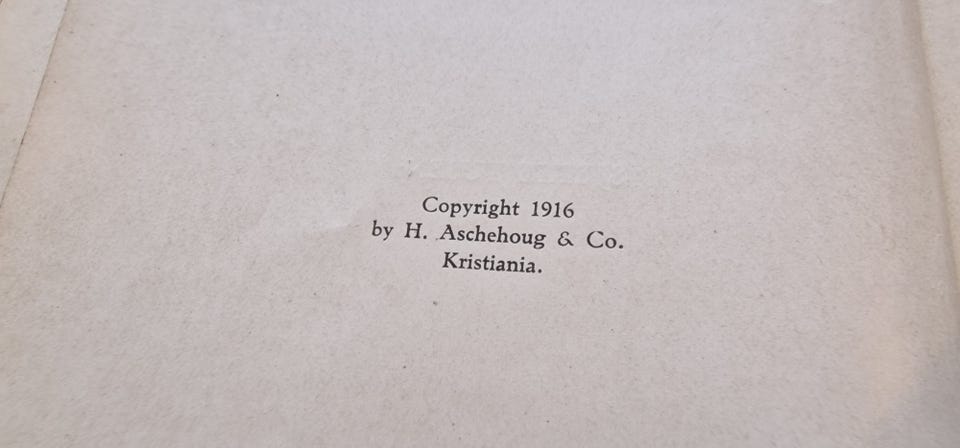 Copyright 1916
by H. Aschehoug & Co.
Kristiania.